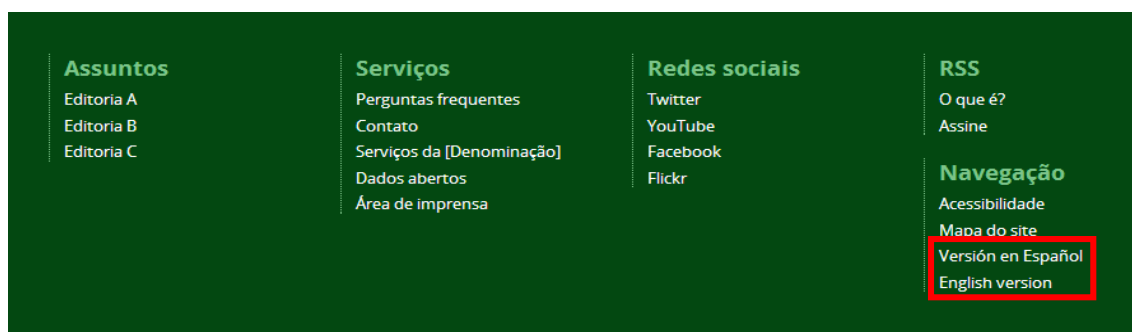 Assuntos
Editoria A
Editoria B
Editoria C
Serviços
Perguntas frequentes
Contato
Serviços da [Denominação]
Dados abertos
Área de imprensa
Redes sociais
Twitter
YouTube
Facebook
Flickr
RSS
O que é?
Assine
Navegação
Acessibilidade
Mapa do site
Versión en Español
English version